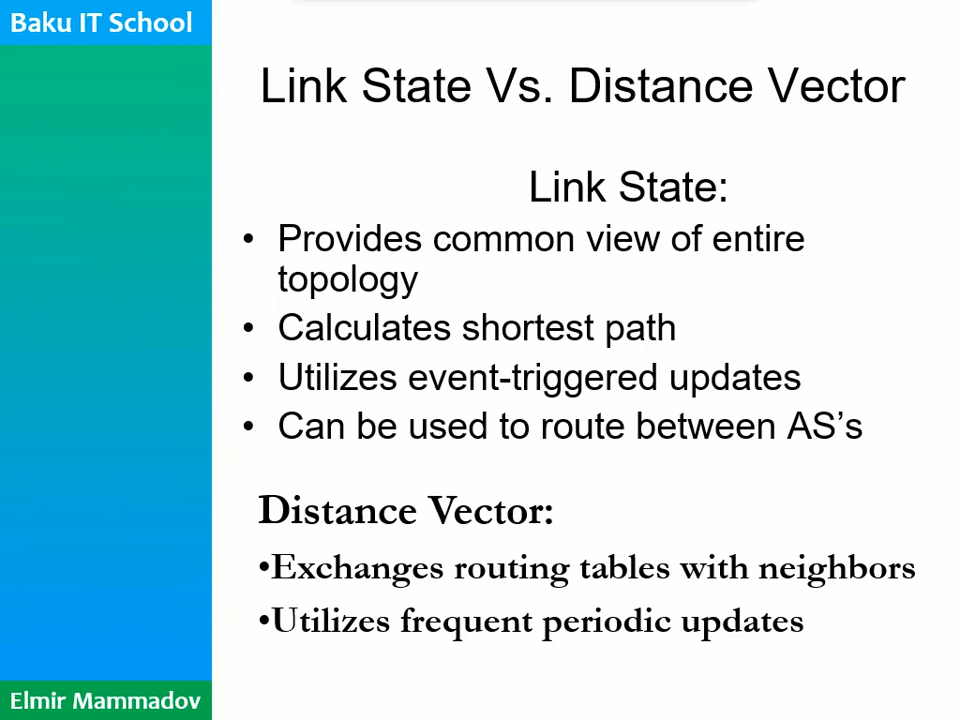 Baku IT School
Link State Vs. Distance Vector
Link State:
• Provides common view of entire
topology
• Calculates shortest path
• Utilizes event-triggered updates
• Can be used to route between AS’s
Distance Vector:
•Exchanges routing tables with neighbors
•Utilizes frequent periodic updates
Elmir Mammadov